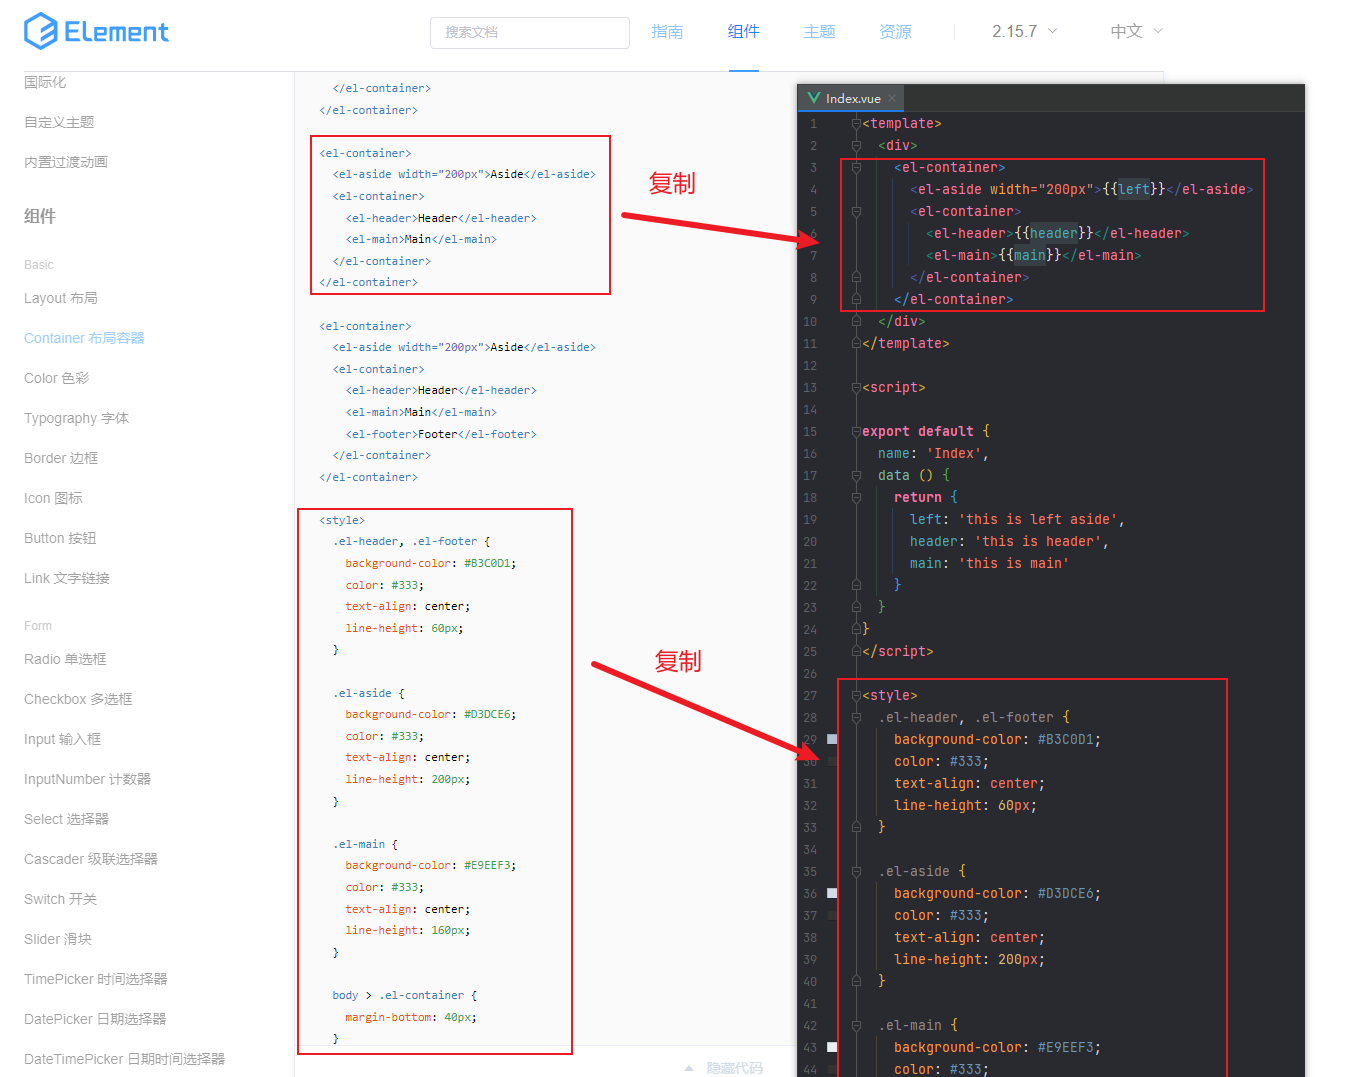 Element
搜索文档
指南
组件
主题
资源
2.15.7
中文
国际化
自定义主题
内置过渡动画
组件
Basic
Layout 布局
Container 布局容器
Color 色彩
Typography 字体
Border 边框
Icon 图标
Button 按钮
Link 文字链接
Form
Radio 单选框
Checkbox 多选框
Input 输入框
InputNumber 计数器
Select 选择器
Cascader 级联选择器
Switch 开关
Slider 滑块
TimePicker 时间选择器
DatePicker 日期选择器
DateTimePicker 日期时间选择器
</el-container>
</el-container>
<el-container>
<el-aside width="200px">Aside</el-aside>
<el-container>
<el-header>Header</el-header>
<el-main>Main</el-main>
</el-container>
</el-container>
<el-container>
<el-aside width="200px">Aside</el-aside>
<el-container>
<el-header>Header</el-header>
<el-main>Main</el-main>
<el-footer>Footer</el-footer>
</el-container>
</el-container>
<style>
.el-header, .el-footer {
background-color: #B3C0D1;
color: #333;
text-align: center;
line-height: 60px;
}
.el-aside {
background-color: #D3DCE6;
color: #333;
text-align: center;
line-height: 200px;
}
.el-main {
background-color: #E9EEF3;
color: #333;
text-align: center;
line-height: 160px;
}
body > .el-container {
margin-bottom: 40px;
}
隐藏代码
复制
复制
Index.vue
1 <template>
2 <div>
3 <el-container>
4 <el-aside width="200px">{{left}}</el-aside>
5 <el-container>
6 <el-header>{{header}}</el-header>
7 <el-main>{{main}}</el-main>
8 </el-container>
9 </el-container>
10 </div>
11 </template>
12
13 <script>
14
15 export default {
16 name: 'Index',
17 data () {
18 return {
19 left: 'this is left aside',
20 header: 'this is header',
21 main: 'this is main'
22 }
23 }
24 }
25 </script>
26
27 <style>
28 .el-header, .el-footer {
29 background-color: #B3C0D1;
30 color: #333;
31 text-align: center;
32 line-height: 60px;
33 }
34
35 .el-aside {
36 background-color: #D3DCE6;
37 color: #333;
38 text-align: center;
39 line-height: 200px;
40 }
41
42 .el-main {
43 background-color: #E9EEF3;
44 color: #333;